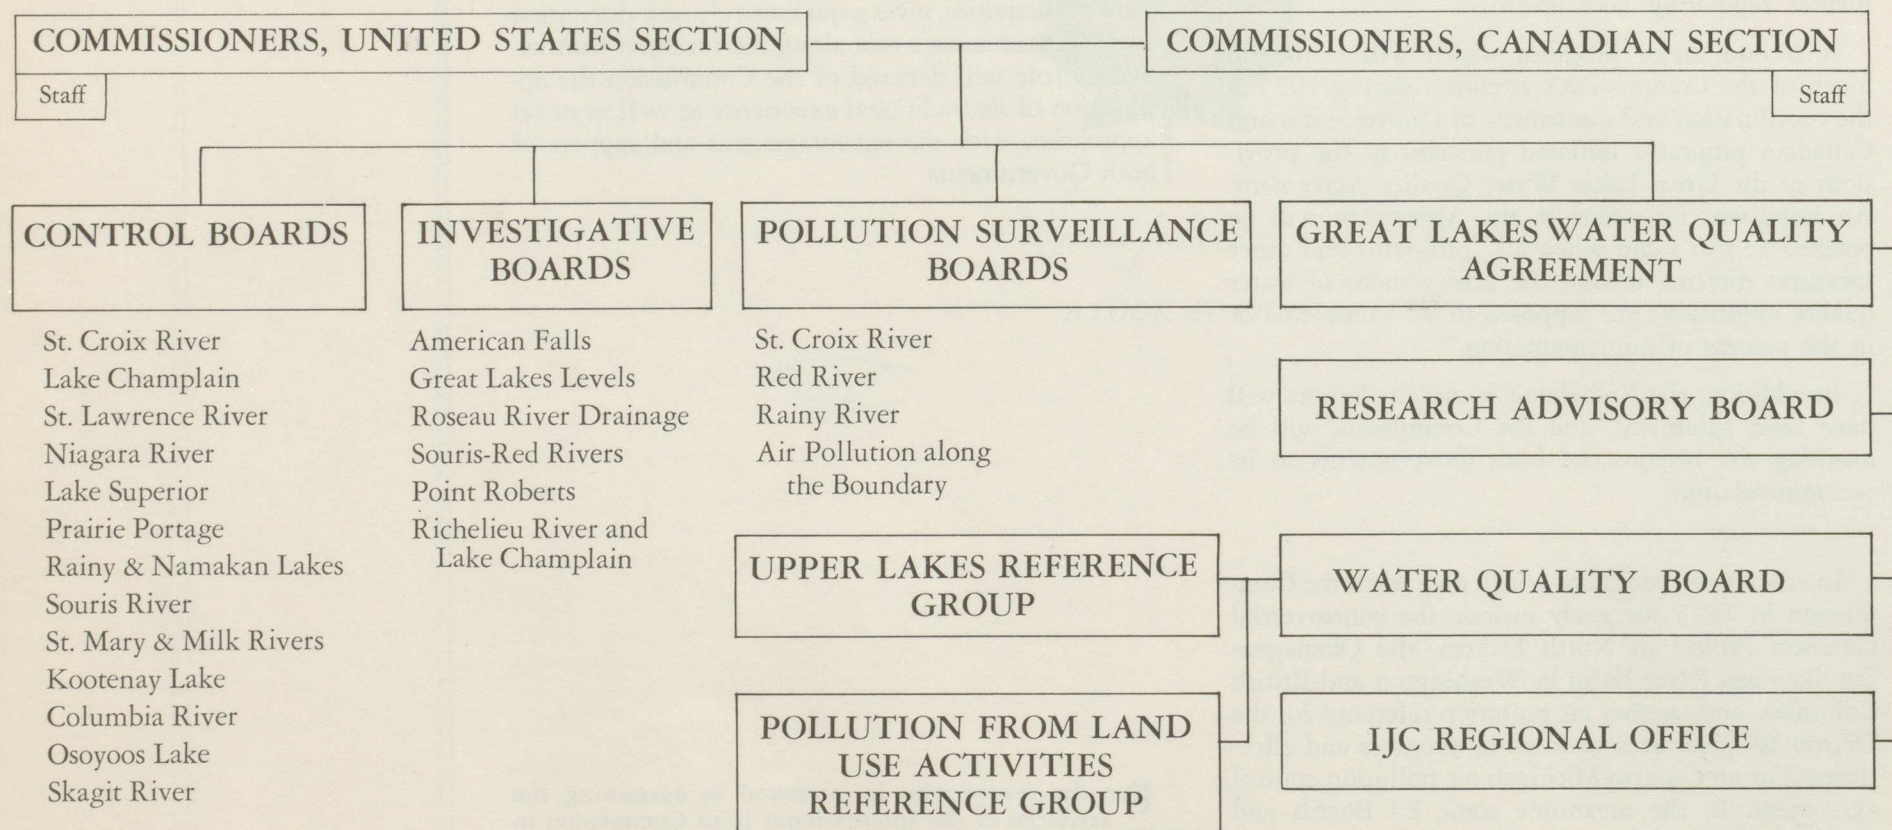 COMMISSIONERS, UNITED STATES SECTION
Staff
COMMISSIONERS, CANADIAN SECTION
Staff
CONTROL BOARDS
St. Croix River
Lake Champlain
St. Lawrence River
Niagara River
Lake Superior
Prairie Portage
Rainy & Namakan Lakes
Souris River
St. Mary & Milk Rivers
Kootenay Lake
Columbia River
Osoyoos Lake
Skagit River
INVESTIGATIVE
BOARDS
American Falls
Great Lakes Levels
Roseau River Drainage
Souris-Red Rivers
Point Roberts
Richelieu River and
Lake Champlain
POLLUTION SURVEILLANCE
BOARDS
St. Croix River
Red River
Rainy River
Air Pollution along
the Boundary
UPPER LAKES REFERENCE
GROUP
POLLUTION FROM LAND
USE ACTIVITIES
REFERENCE GROUP
GREAT LAKES WATER QUALITY
AGREEMENT
RESEARCH ADVISORY BOARD
WATER QUALITY BOARD
IJC REGIONAL OFFICE